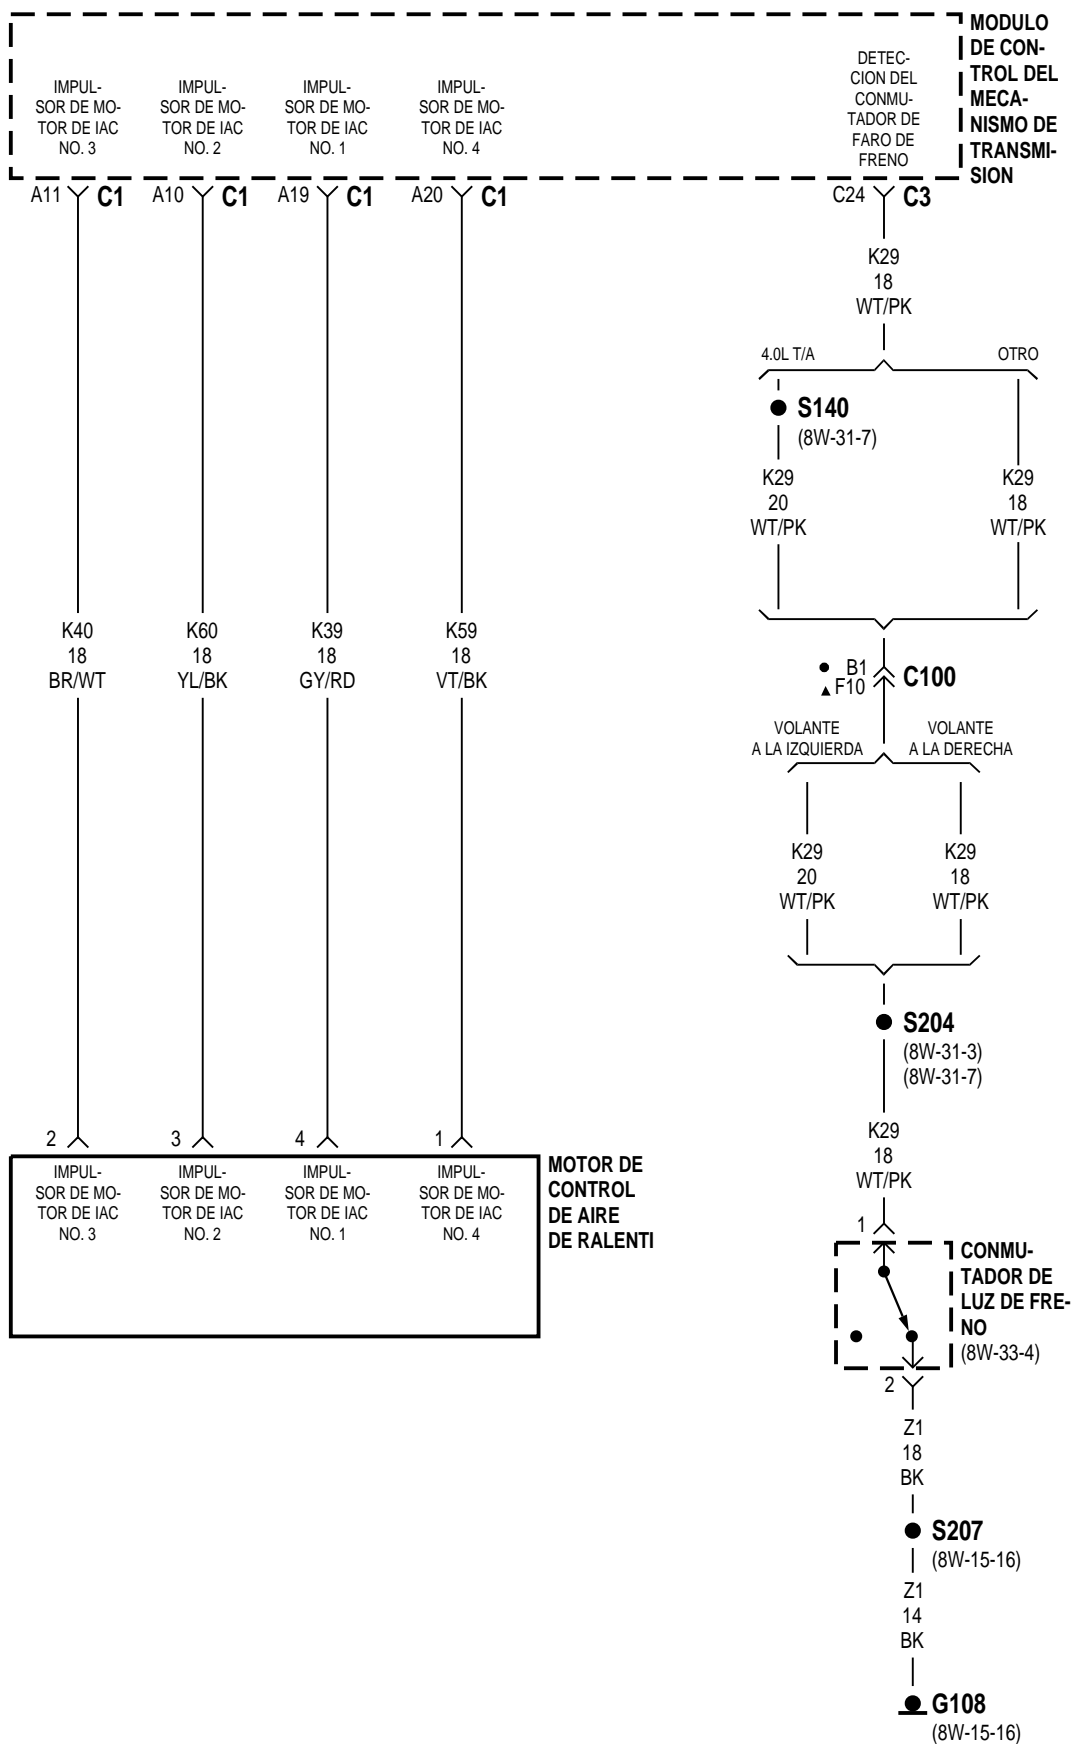 MODULO
DE CON-
TROL DEL
MECA-
NISMO DE
TRANSMI-
SION
IMPUL-
SOR DE MO-
TOR DE IAC
NO. 3
IMPUL-
SOR DE MO-
TOR DE IAC
NO. 2
IMPUL-
SOR DE MO-
TOR DE IAC
NO. 1
IMPUL-
SOR DE MO-
TOR DE IAC
NO. 4
DETEC-
CION DEL
CONMU-
TADOR DE
FARO DE
FRENO
A11 C1 A10 C1 A19 C1 A20 C1 C24 C3
K29
18
WT/PK
4.0L T/A OTRO
S140
(8W-31-7)
K29
20
WT/PK
K29
18
WT/PK
K40
18
BR/WT
K60
18
YL/BK
K39
18
GY/RD
K59
18
VT/BK
B1
F10
C100
VOLANTE
A LA IZQUIERDA
VOLANTE
A LA DERECHA
K29
20
WT/PK
K29
18
WT/PK
S204
(8W-31-3)
(8W-31-7)
K29
18
WT/PK
2 3 4 1
IMPUL-
SOR DE MO-
TOR DE IAC
NO. 3
IMPUL-
SOR DE MO-
TOR DE IAC
NO. 2
IMPUL-
SOR DE MO-
TOR DE IAC
NO. 1
IMPUL-
SOR DE MO-
TOR DE IAC
NO. 4
MOTOR DE
CONTROL
DE AIRE
DE RALENTI
1
CONMU-
TADOR DE
LUZ DE FRE-
NO
(8W-33-4)
2
Z1
18
BK
S207
(8W-15-16)
Z1
14
BK
G108
(8W-15-16)